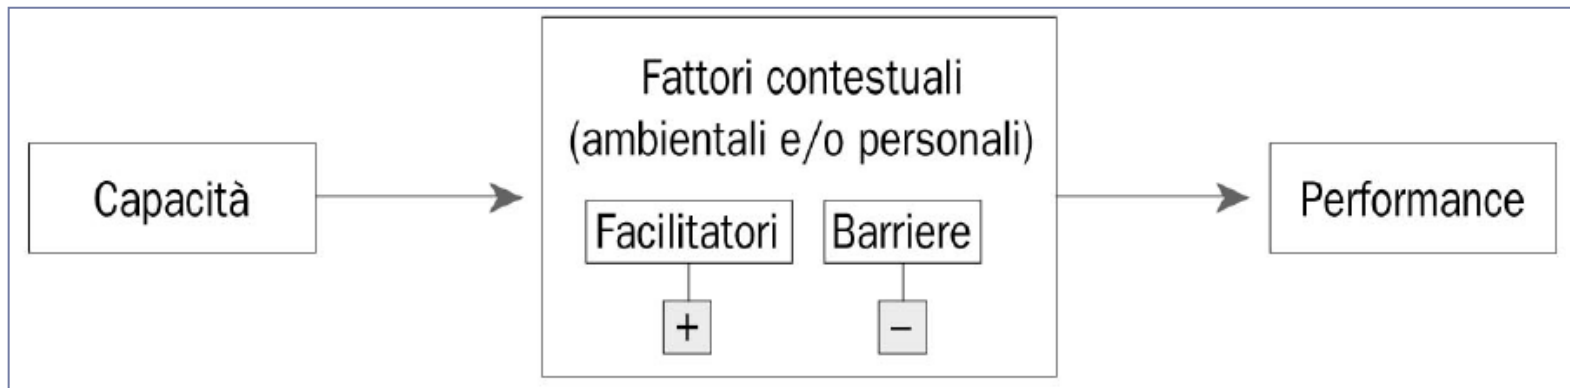 Capacità
Fattori contestuali
(ambientali e/o personali)
Facilitatori
Barriere
+
–
Performance